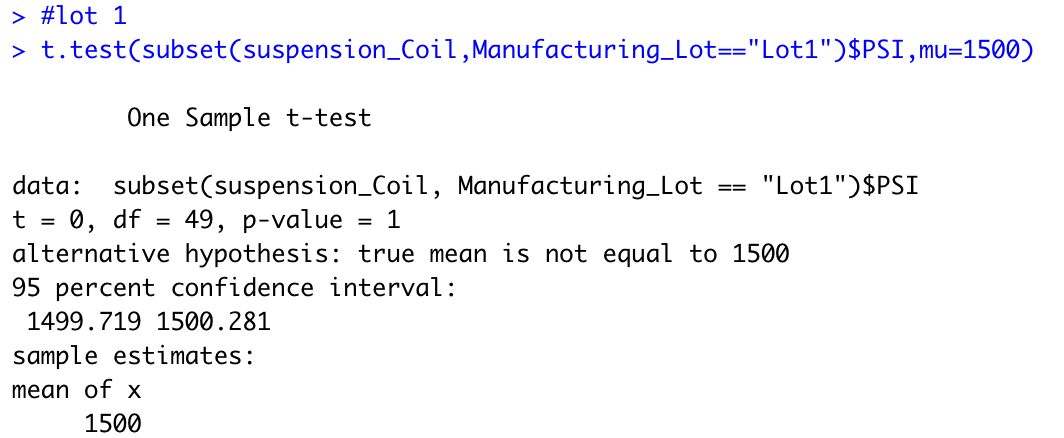 > #lot 1
> t.test(subset(suspension_Coil,Manufacturing_Lot=="Lot1")$PSI,mu=1500)
One Sample t-test
data:  subset(suspension_Coil, Manufacturing_Lot == "Lot1")$PSI
t = 0, df = 49, p-value = 1
alternative hypothesis: true mean is not equal to 1500
95 percent confidence interval:
 1499.719 1500.281
sample estimates:
mean of x
     1500